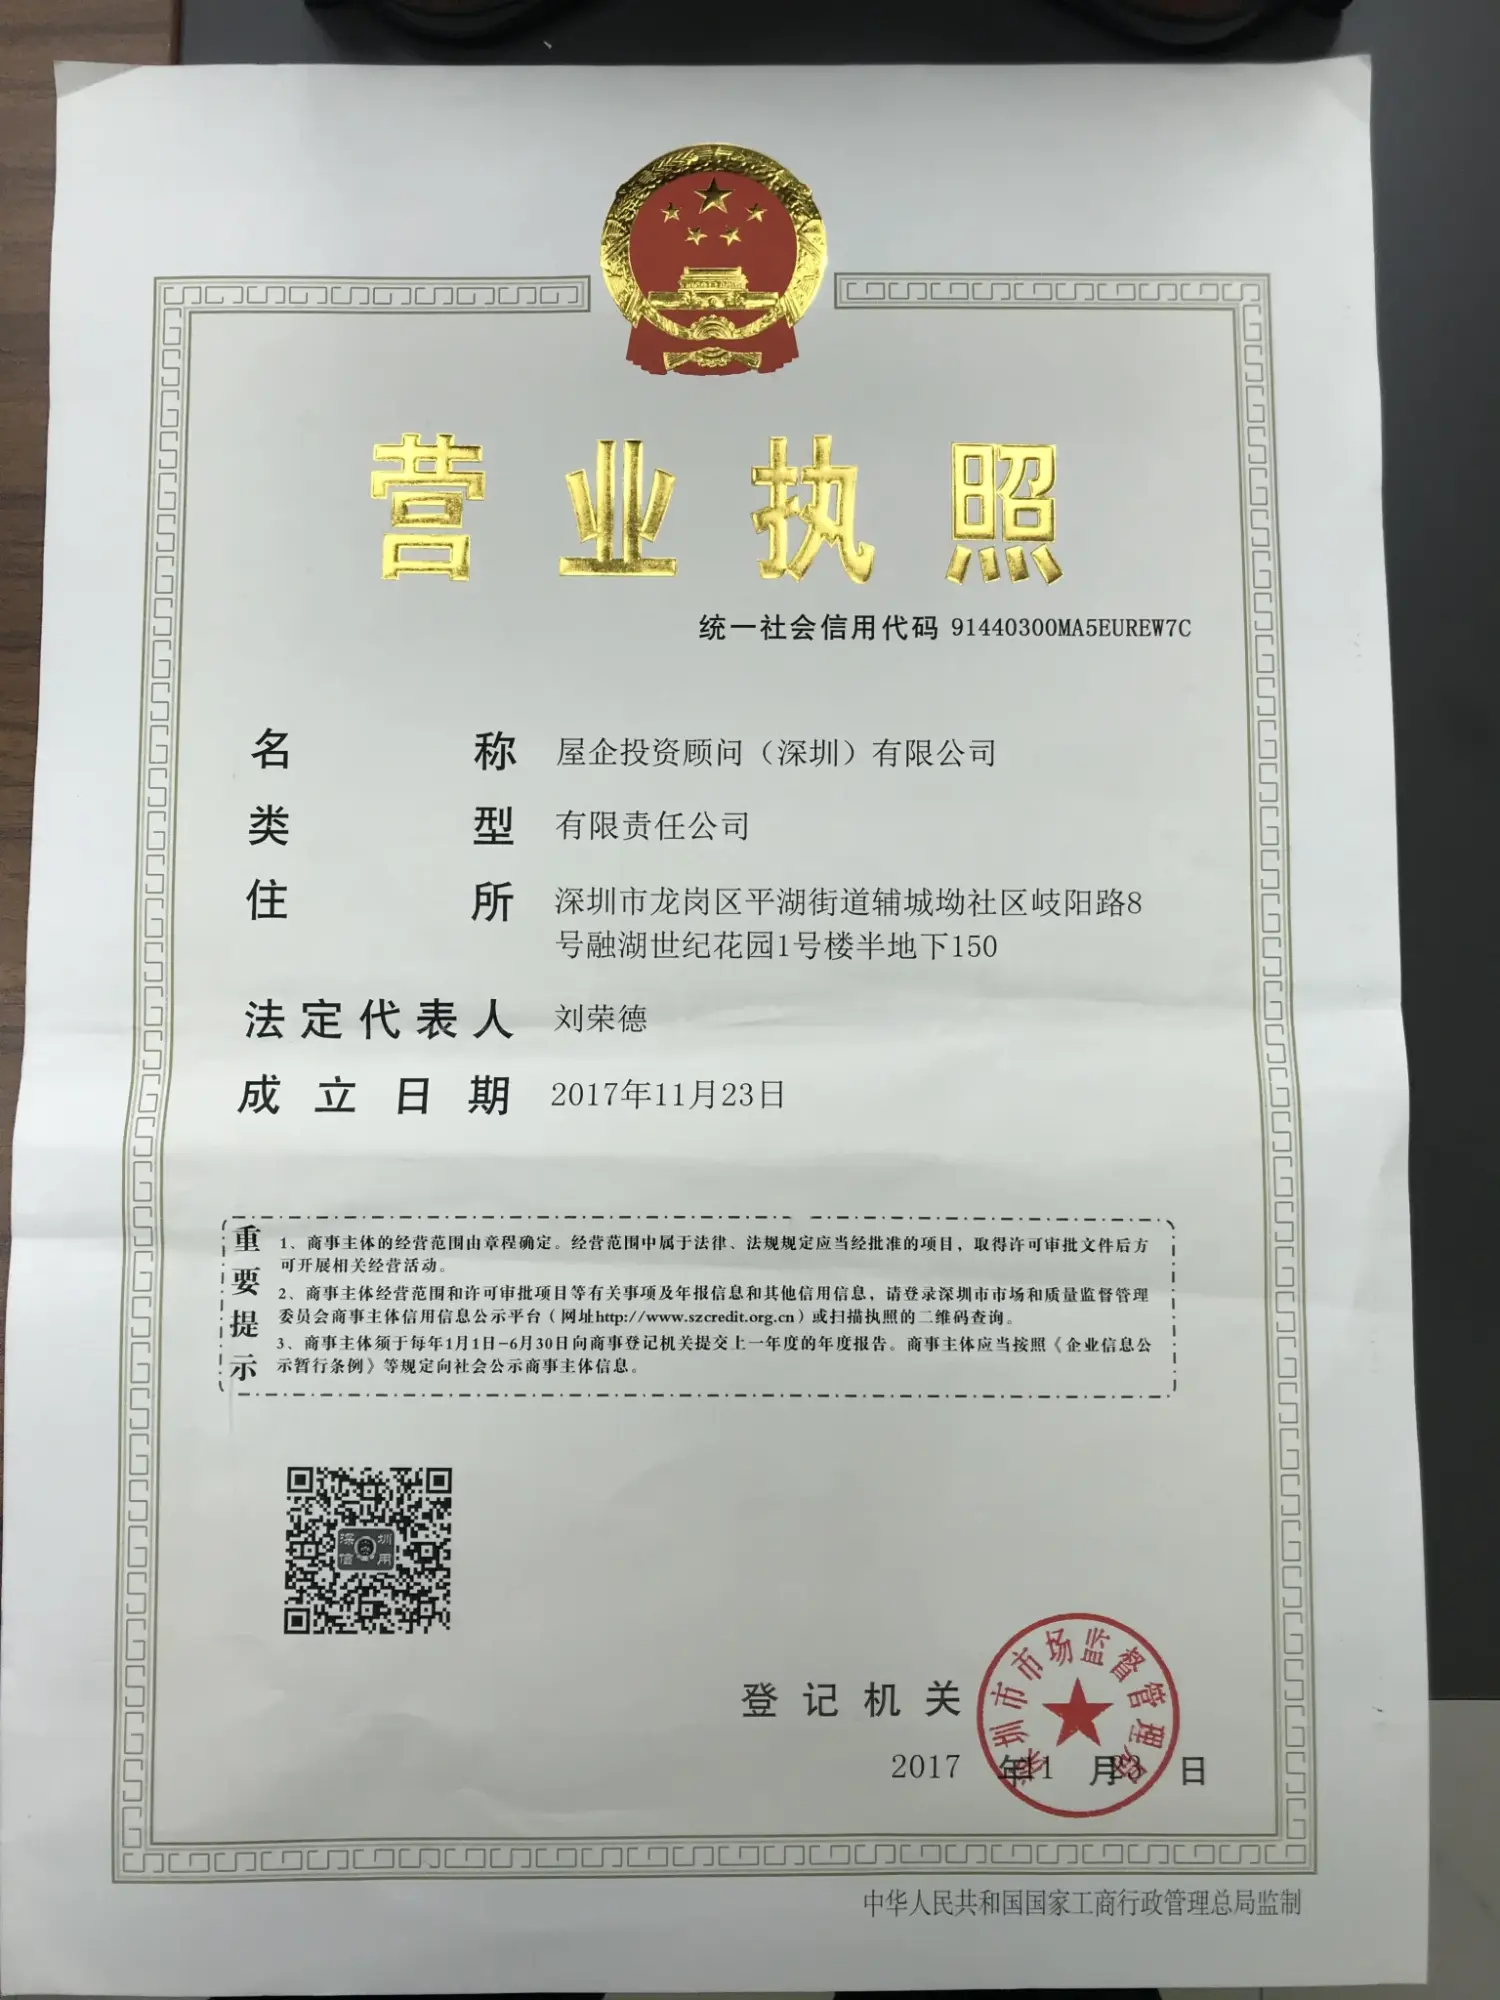 营业执照
统一社会信用代码 91440300MA5EUREW7C
名称 屋企投资顾问（深圳）有限公司
类型 有限责任公司
住所 深圳市龙岗区平湖街道辅城坳社区岐阳路8
号融湖世纪花园1号楼半地下150
法定代表人 刘荣德
成立日期 2017年11月23日
重要提示
1、商事主体的经营范围由章程确定。经营范围中属于法律、法规规定应当经批准的项目，取得许可审批文件后方
可开展相关经营活动。
2、商事主体经营范围和许可审批项目等有关事项及年报信息和其他信用信息，请登录深圳市市场和质量监督管理
委员会商事主体信用信息公示平台（网址http://www.szcredit.org.cn）或扫描执照的二维码查询。
3、商事主体须于每年1月1日-6月30日向商事登记机关提交上一年度的年度报告。商事主体应当按照《企业信息公
示暂行条例》等规定向社会公示商事主体信息。
深圳
信用
登记机关
深圳市市场监督管理局
2017 年11 月23 日
中华人民共和国国家工商行政管理总局监制